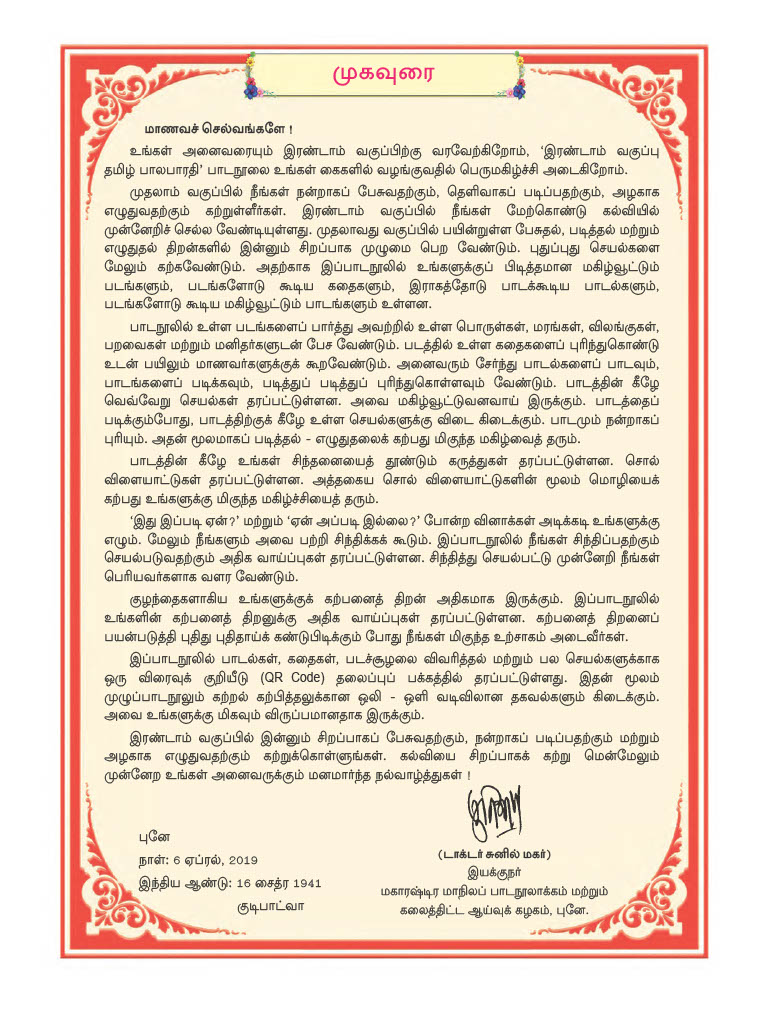 முகவுரை
மாணவச் செல்வங்களே !
உங்கள் அனைவரையும் இரண்டாம் வகுப்பிற்கு வரவேற்கிறோம், ‘இரண்டாம் வகுப்பு
தமிழ் பாலபாரதி’ பாடநூலை உங்கள் கைகளில் வழங்குவதில் பெருமகிழ்ச்சி அடைகிறோம்.
முதலாம் வகுப்பில் நீங்கள் நன்றாகப் பேசுவதற்கும், தெளிவாகப் படிப்பதற்கும், அழகாக
எழுதுவதற்கும் கற்றுள்ளீர்கள். இரண்டாம் வகுப்பில் நீங்கள் மேற்கொண்டு கல்வியில்
முன்னேறிச் செல்ல வேண்டியுள்ளது. முதலாவது வகுப்பில் பயின்றுள்ள பேசுதல், படித்தல் மற்றும்
எழுதுதல் திறன்களில் இன்னும் சிறப்பாக முழுமை பெற வேண்டும். புதுப்புது செயல்களை
மேலும் கற்கவேண்டும். அதற்காக இப்பாடநூலில் உங்களுக்குப் பிடித்தமான மகிழ்வூட்டும்
படங்களும், படங்களோடு கூடிய கதைகளும், இராகத்தோடு பாடக்கூடிய பாடல்களும்,
படங்களோடு கூடிய மகிழ்வூட்டும் பாடங்களும் உள்ளன.
பாடநூலில் உள்ள படங்களைப் பார்த்து அவற்றில் உள்ள பொருள்கள், மரங்கள், விலங்குகள்,
பறவைகள் மற்றும் மனிதர்களுடன் பேச வேண்டும். படத்தில் உள்ள கதைகளைப் புரிந்துகொண்டு
உடன் பயிலும் மாணவர்களுக்குக் கூறவேண்டும். அனைவரும் சேர்ந்து பாடல்களைப் பாடவும்,
பாடங்களைப் படிக்கவும், படித்துப் படித்துப் புரிந்துகொள்ளவும் வேண்டும். பாடத்தின் கீழே
வெவ்வேறு செயல்கள் தரப்பட்டுள்ளன. அவை மகிழ்வூட்டுவனவாய் இருக்கும். பாடத்தைப்
படிக்கும்போது, பாடத்திற்குக் கீழே உள்ள செயல்களுக்கு விடை கிடைக்கும். பாடமும் நன்றாகப்
புரியும். அதன் மூலமாகப் படித்தல் – எழுதுதலைக் கற்பது மிகுந்த மகிழ்வைத் தரும்.
பாடத்தின் கீழே உங்கள் சிந்தனையைத் தூண்டும் கருத்துகள் தரப்பட்டுள்ளன. சொல்
விளையாட்டுகள் தரப்பட்டுள்ளன. அத்தகைய சொல் விளையாட்டுகளின் மூலம் மொழியைக்
கற்பது உங்களுக்கு மிகுந்த மகிழ்ச்சியைத் தரும்.
‘இது இப்படி ஏன்?’ மற்றும் ‘ஏன் அப்படி இல்லை?’ போன்ற வினாக்கள் அடிக்கடி உங்களுக்கு
எழும். மேலும் நீங்களும் அவை பற்றி சிந்திக்கக் கூடும். இப்பாடநூலில் நீங்கள் சிந்திப்பதற்கும்
செயல்படுவதற்கும் அதிக வாய்ப்புகள் தரப்பட்டுள்ளன. சிந்தித்து செயல்பட்டு முன்னேறி நீங்கள்
பெரியவர்களாக வளர வேண்டும்.
குழந்தைகளாகிய உங்களுக்குக் கற்பனைத் திறன் அதிகமாக இருக்கும். இப்பாடநூலில்
உங்களின் கற்பனைத் திறனுக்கு அதிக வாய்ப்புகள் தரப்பட்டுள்ளன. கற்பனைத் திறனைப்
பயன்படுத்தி புதிது புதிதாய்க் கண்டுபிடிக்கும் போது நீங்கள் மிகுந்த உற்சாகம் அடைவீர்கள்.
இப்பாடநூலில் பாடல்கள், கதைகள், படச்சூழலை விவரித்தல் மற்றும் பல செயல்களுக்காக
ஒரு விரைவுக் குறியீடு (QR Code) தலைப்புப் பக்கத்தில் தரப்பட்டுள்ளது. இதன் மூலம்
முழுப்பாடநூலும் கற்றல் கற்பித்தலுக்கான ஒலி – ஒளி வடிவிலான தகவல்களும் கிடைக்கும்.
அவை உங்களுக்கு மிகவும் விருப்பமானதாக இருக்கும்.
இரண்டாம் வகுப்பில் இன்னும் சிறப்பாகப் பேசுவதற்கும், நன்றாகப் படிப்பதற்கும் மற்றும்
அழகாக எழுதுவதற்கும் கற்றுக்கொள்ளுங்கள். கல்வியை சிறப்பாகக் கற்று மென்மேலும்
முன்னேற உங்கள் அனைவருக்கும் மனமார்ந்த நல்வாழ்த்துகள் !
புனே
நாள்: 6 ஏப்ரல், 2019
இந்திய ஆண்டு: 16 சைத்ர 1941
குடிபாட்வா
(டாக்டர் சுனில் மகர்)
இயக்குநர்
மகாரஷ்டிர மாநிலப் பாடநூலாக்கம் மற்றும்
கலைத்திட்ட ஆய்வுக் கழகம், புனே.